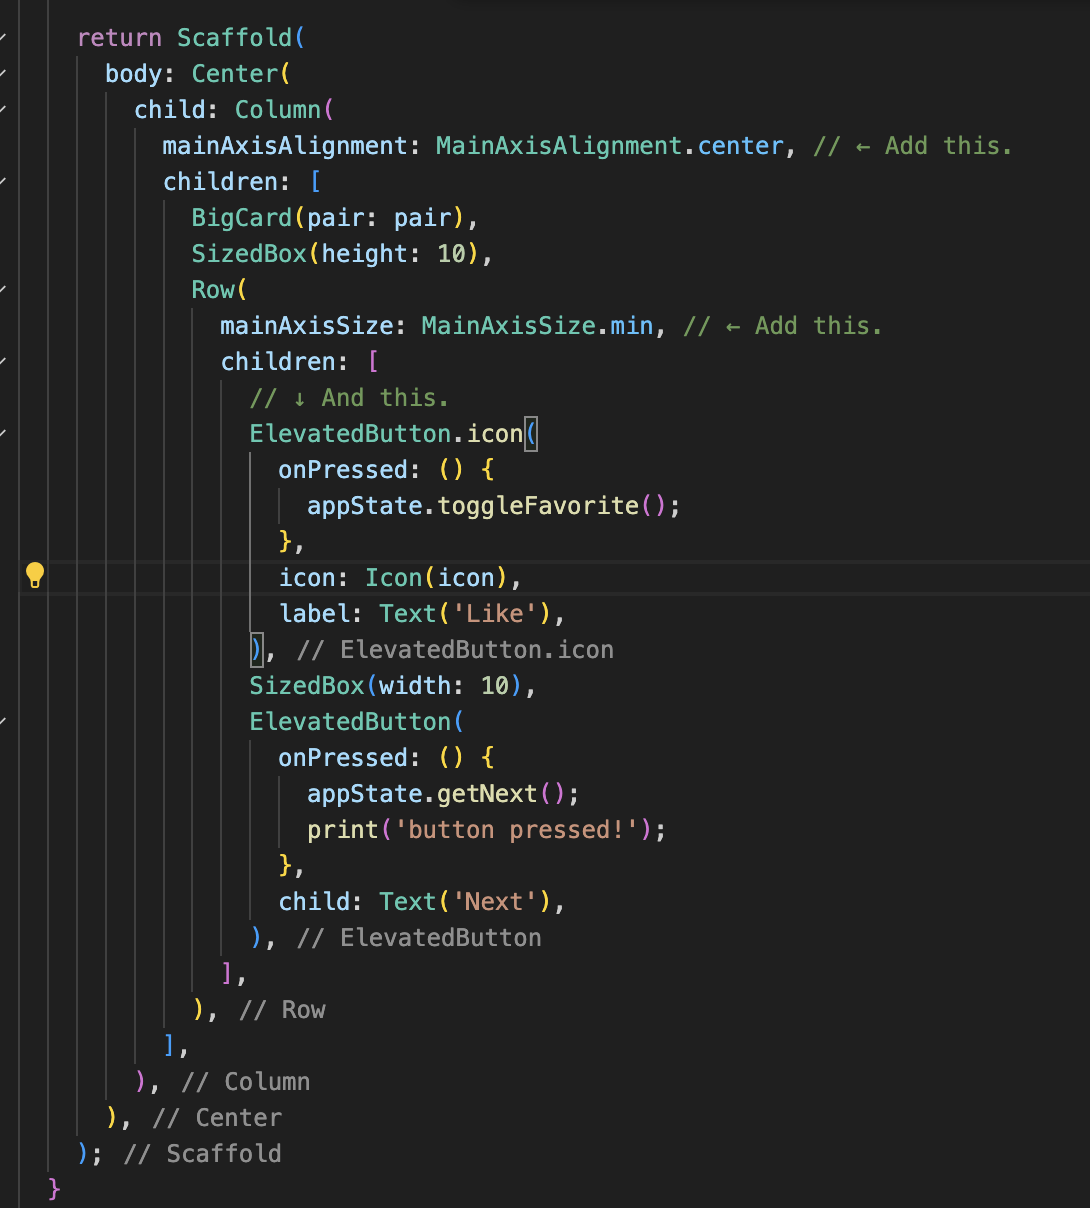 return Scaffold(
body: Center(
child: Column(
mainAxisAlignment: MainAxisAlignment.center, // ← Add this.
children: [
BigCard(pair: pair),
SizedBox(height: 10),
Row(
mainAxisSize: MainAxisSize.min, // ← Add this.
children: [
// ↓ And this.
ElevatedButton.icon(
onPressed: () {
appState.toggleFavorite();
},
icon: Icon(icon),
label: Text('Like'),
), // ElevatedButton.icon
SizedBox(width: 10),
ElevatedButton(
onPressed: () {
appState.getNext();
print('button pressed!');
},
child: Text('Next'),
), // ElevatedButton
],
), // Row
],
), // Column
), // Center
); // Scaffold
}